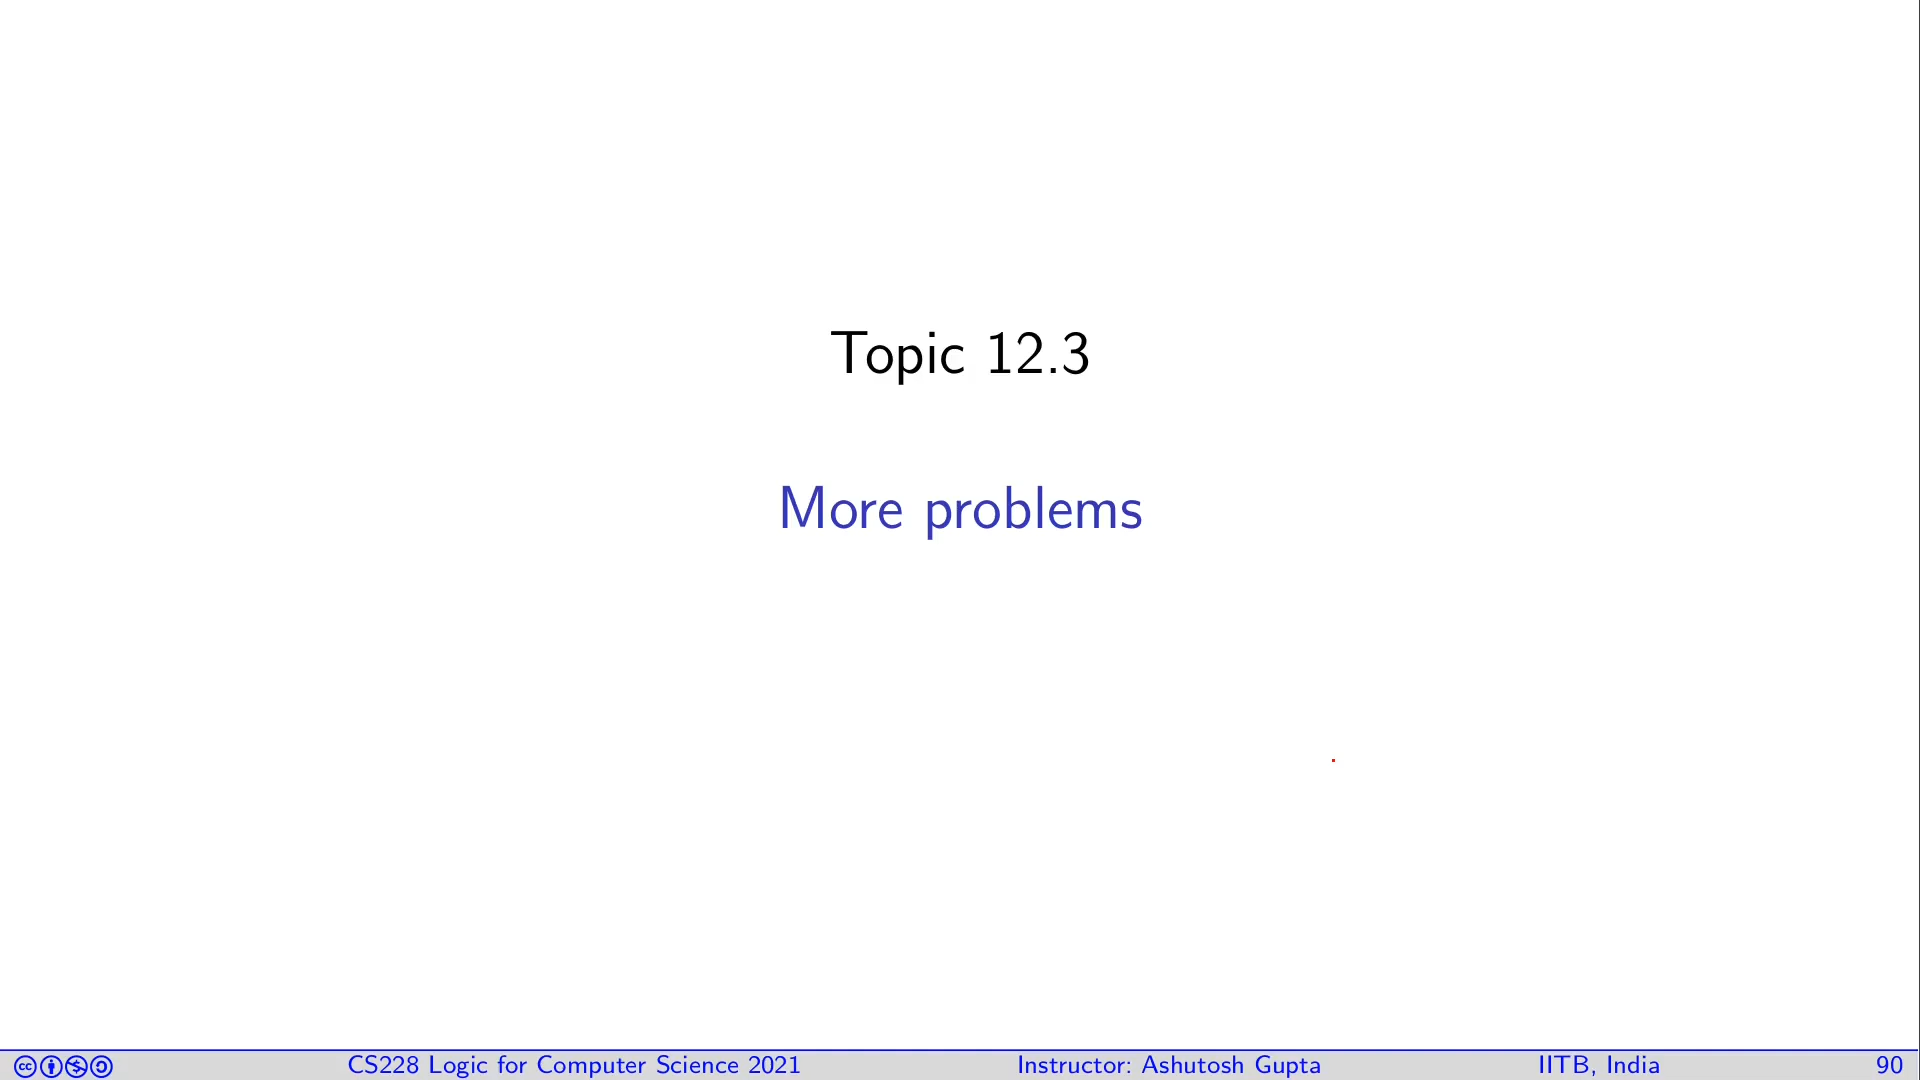 Topic 12.3
More problems
CS228 Logic for Computer Science 2021 Instructor: Ashutosh Gupta IITB, India 90